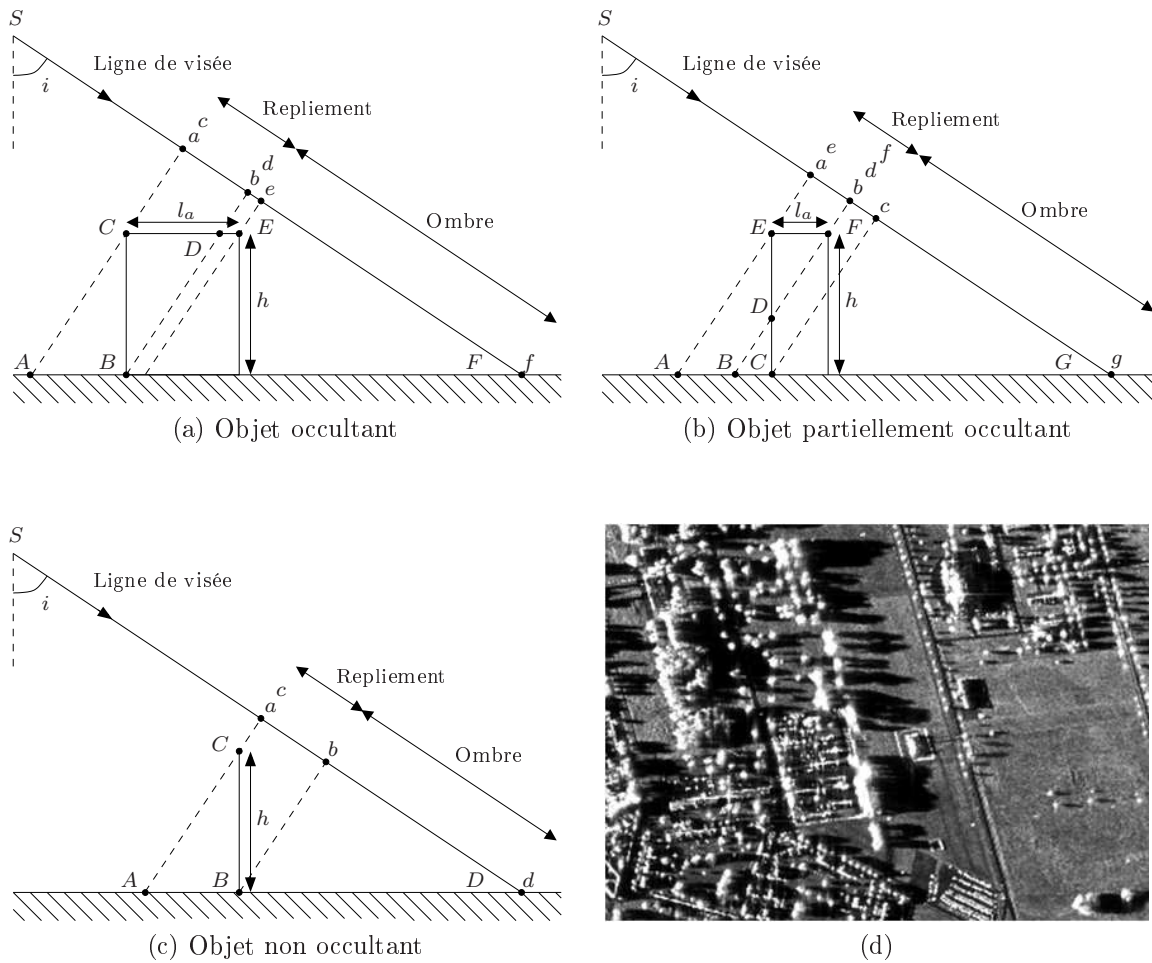 S
Ligne de visée
i
c
a
Repliement
d
b
e
l_a
Ombre
C
D
E
h
A
B
F
f
(a) Objet occultant
S
Ligne de visée
i
e
a
Repliement
f
d
b
l_a
c
Ombre
E
F
D
h
A
B
C
G
g
(b) Objet partiellement occultant
S
Ligne de visée
i
Repliement
c
a
C
b
Ombre
h
A
B
D
d
(c) Objet non occultant
(d)